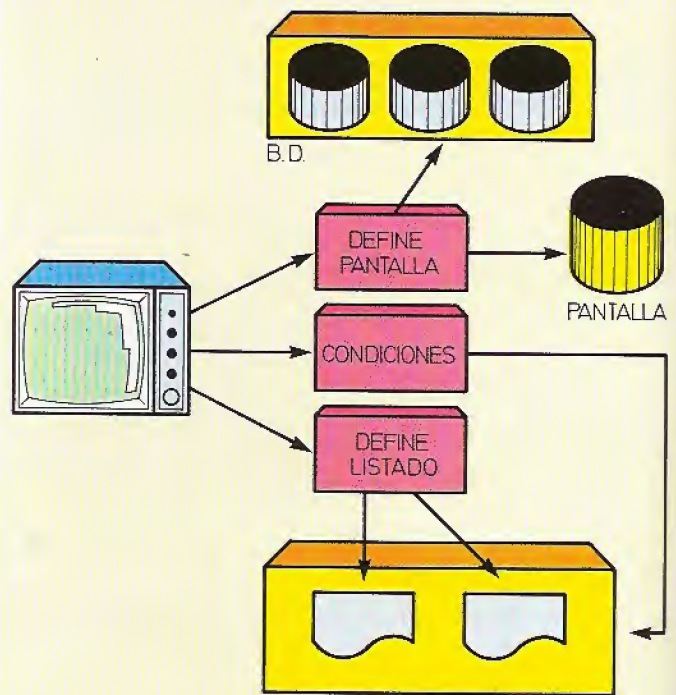 B.D.
DEFINE
PANTALLA
PANTALLA
CONDICIONES
DEFINE
LISTADO